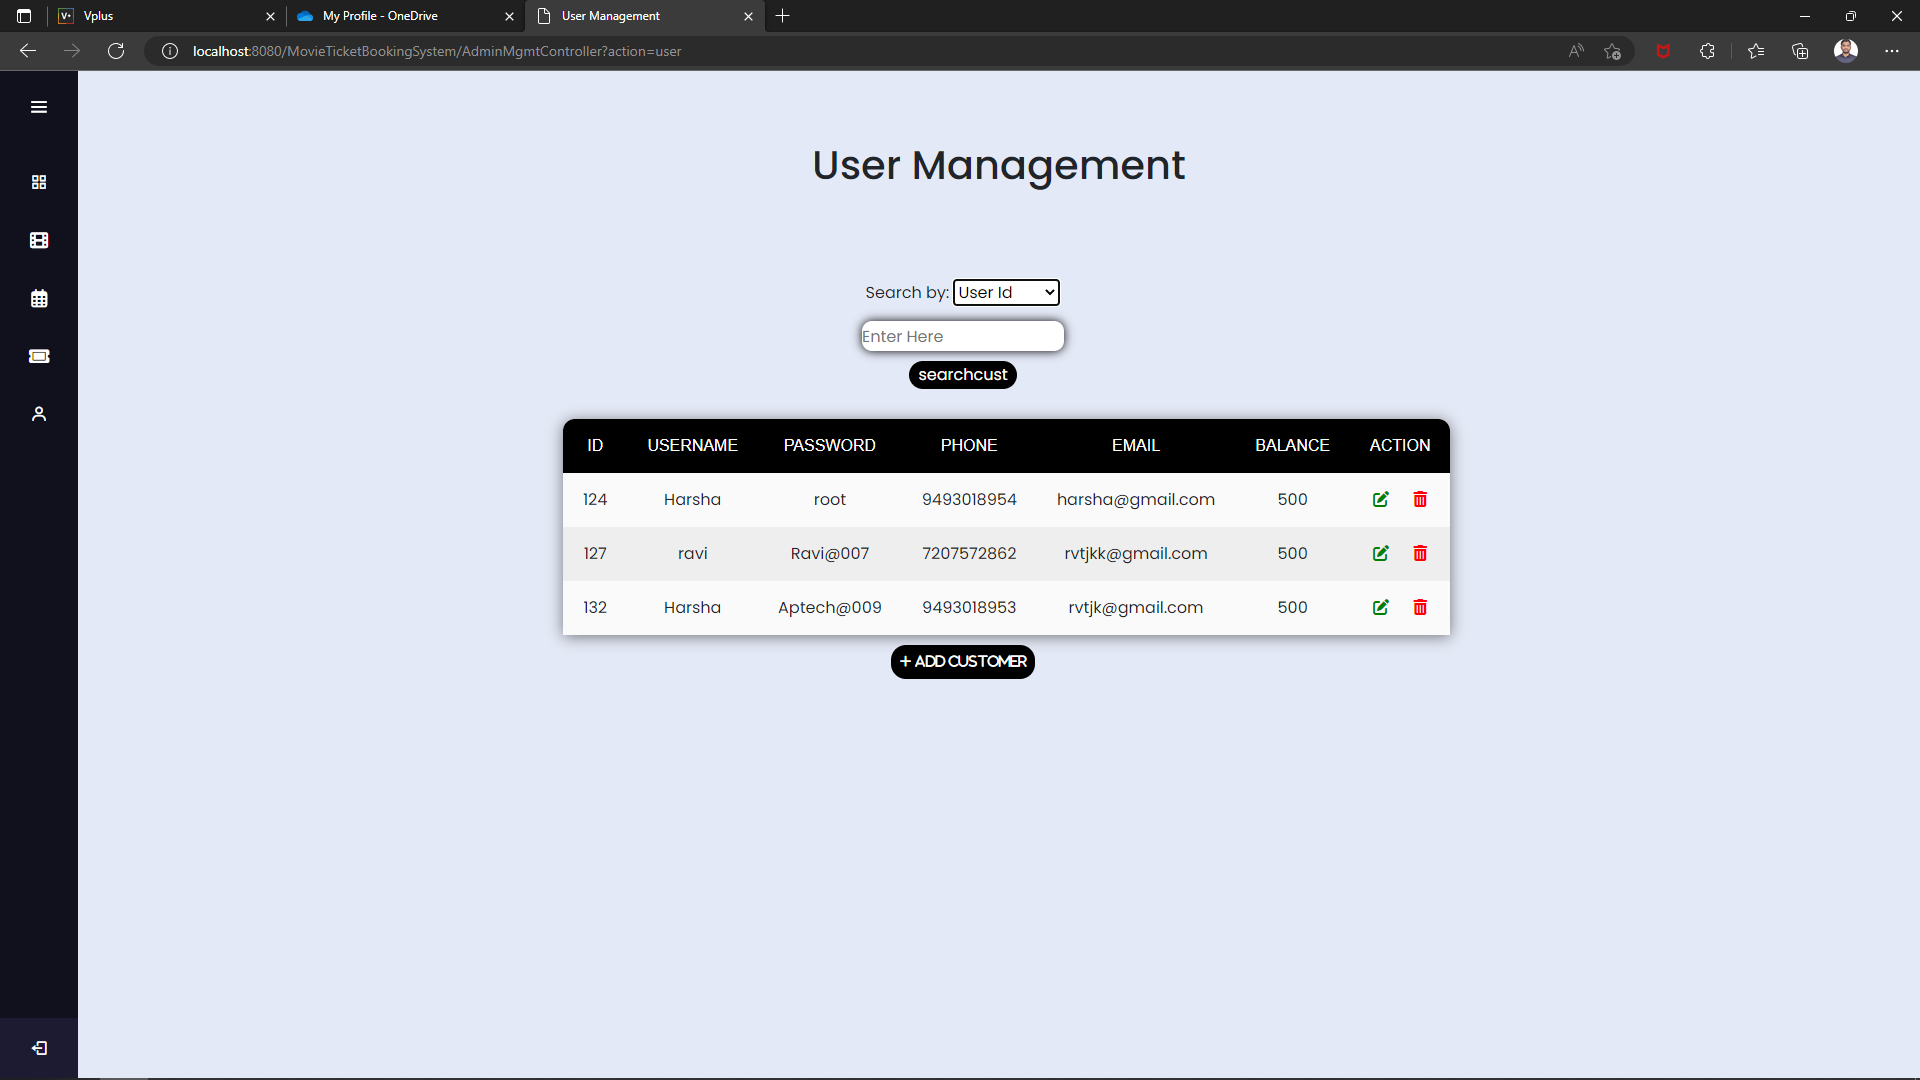 Vplus
My Profile - OneDrive
User Management
localhost:8080/MovieTicketBookingSystem/AdminMgmtController?action=user
User Management
Search by: User Id
Enter Here
searchcust
ID USERNAME PASSWORD PHONE EMAIL BALANCE ACTION
124 Harsha root 9493018954 harsha@gmail.com 500
127 ravi Ravi@007 7207572862 rvtjkk@gmail.com 500
132 Harsha Aptech@009 9493018953 rvtjk@gmail.com 500
+ ADD CUSTOMER